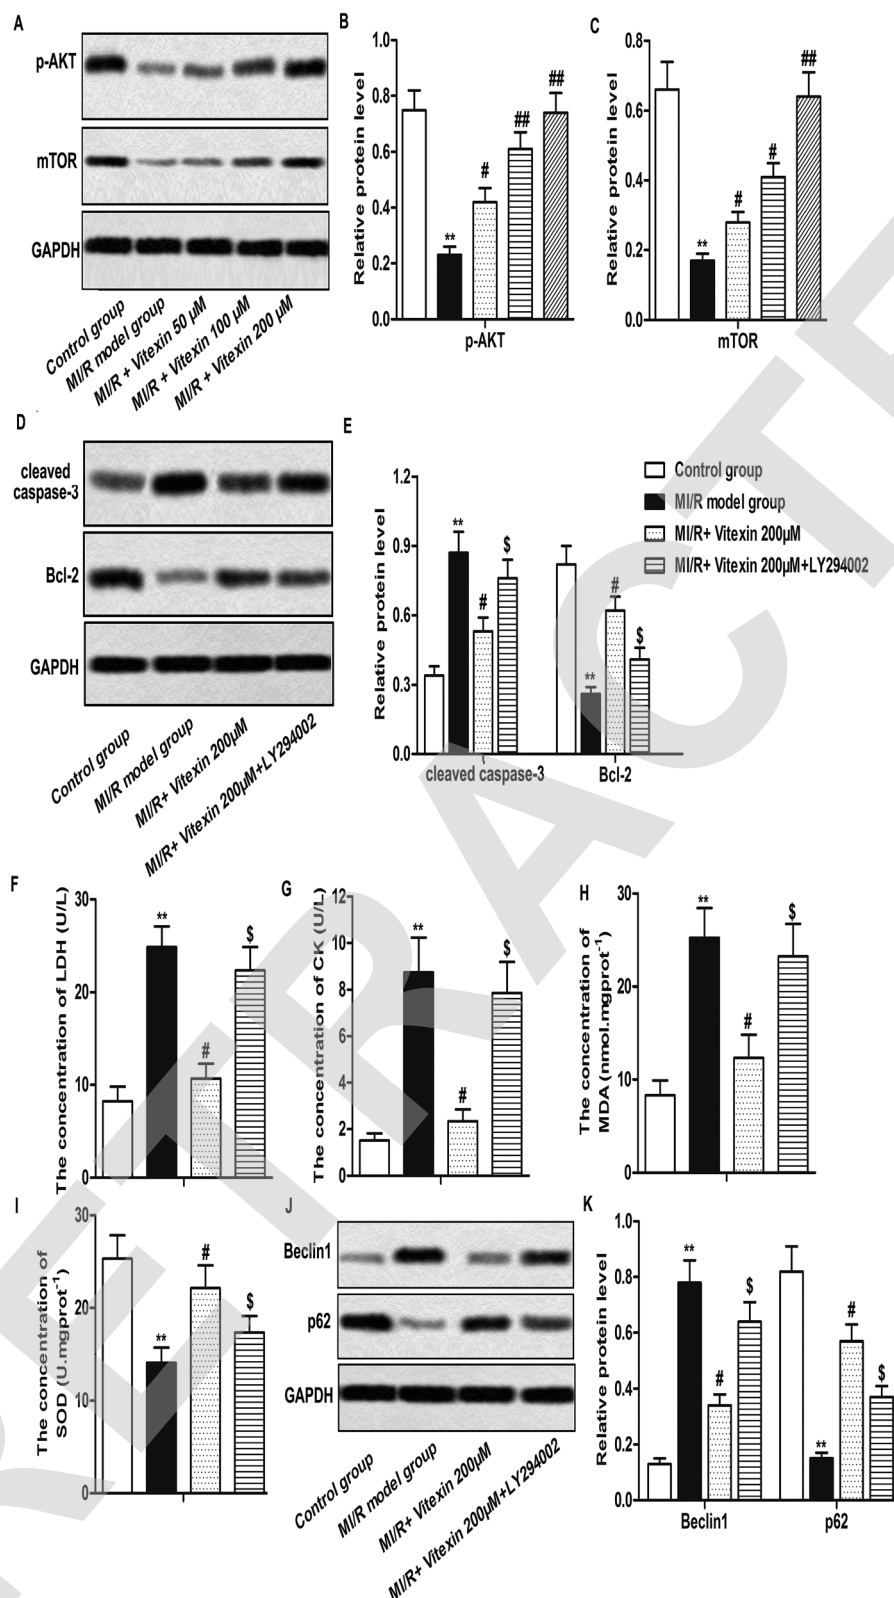 A
p-AKT
mTOR
GAPDH
Control group
MI/R model group
MI/R + Vitexin 50 μM
MI/R + Vitexin 100 μM
MI/R + Vitexin 200 μM
B
Relative protein level
1.0
0.8
0.6
0.4
0.2
0.0
**
#
##
##
p-AKT
C
Relative protein level
0.8
0.6
0.4
0.2
0.0
**
#
#
##
mTOR
D
cleaved
caspase-3
Bcl-2
GAPDH
Control group
MI/R model group
MI/R+ Vitexin 200μM
MI/R+ Vitexin 200μM+LY294002
E
Relative protein level
1.2
0.9
0.6
0.3
0.0
**
#
$
**
#
$
cleaved caspase-3
Bcl-2
Control group
MI/R model group
MI/R+ Vitexin 200μM
MI/R+ Vitexin 200μM+LY294002
F
The concentration of LDH (U/L)
30
20
10
0
**
#
$
G
The concentration of CK (U/L)
12
10
8
6
4
2
0
**
#
$
H
The concentration of
MDA (nmol.mgprot⁻¹)
30
20
10
0
**
#
$
I
The concentration of
SOD (U.mgprot⁻¹)
30
20
10
0
**
#
$
J
Beclin1
p62
GAPDH
Control group
MI/R model group
MI/R+ Vitexin 200μM
MI/R+ Vitexin 200μM+LY294002
K
Relative protein level
1.0
0.8
0.6
0.4
0.2
0.0
**
#
$
**
#
$
Beclin1
p62
RETRACTE